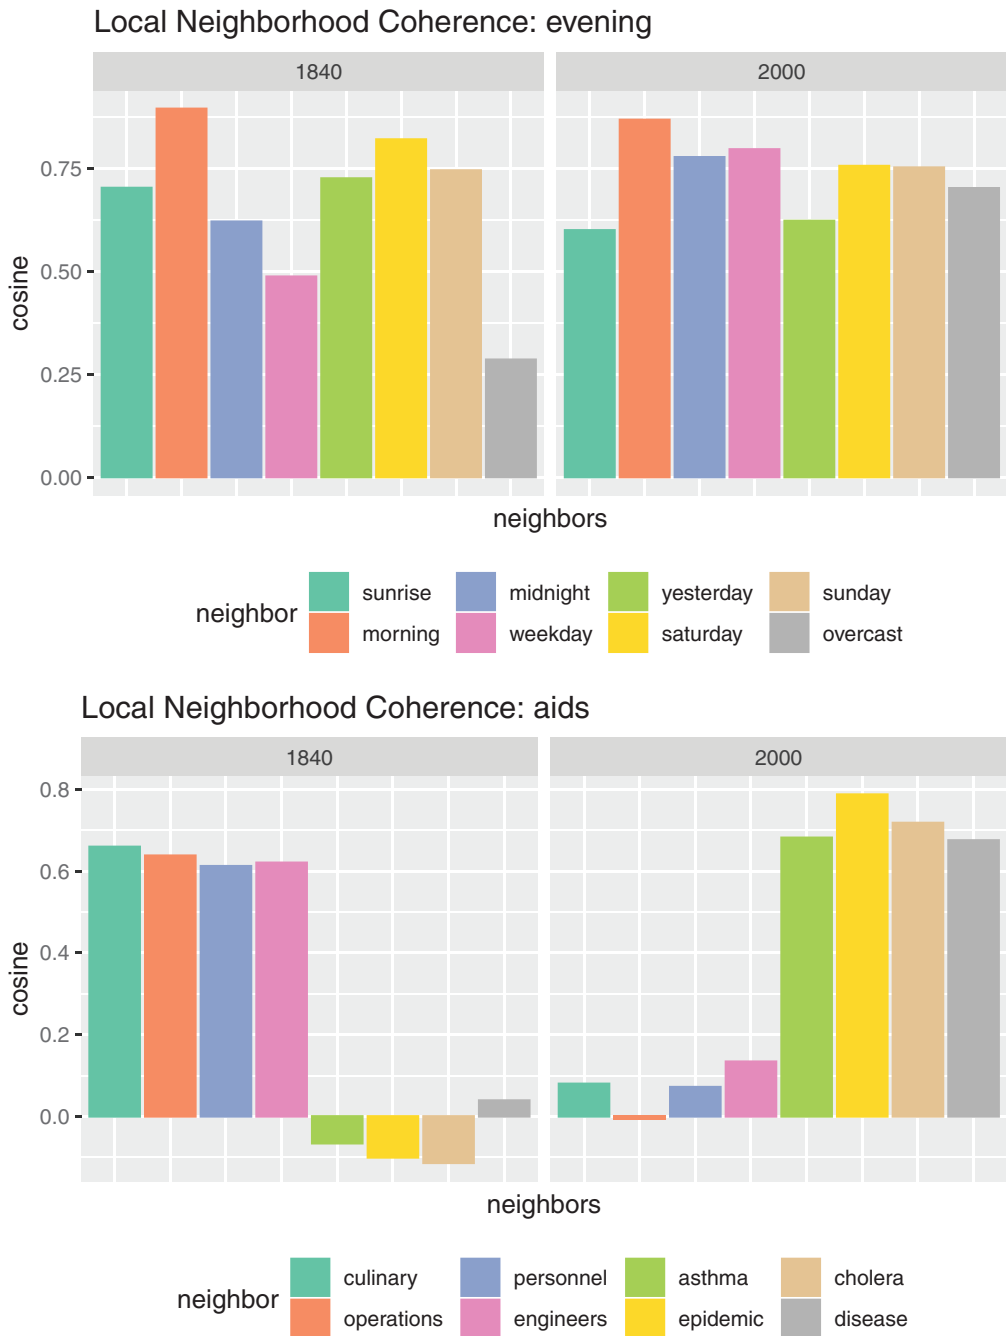 Local Neighborhood Coherence: evening
1840 2000
0.75
0.50
0.25
0.00
cosine
neighbors
neighbor
sunrise midnight yesterday sunday
morning weekday saturday overcast
Local Neighborhood Coherence: aids
1840 2000
0.8
0.6
0.4
0.2
0.0
cosine
neighbors
neighbor
culinary personnel asthma cholera
operations engineers epidemic disease